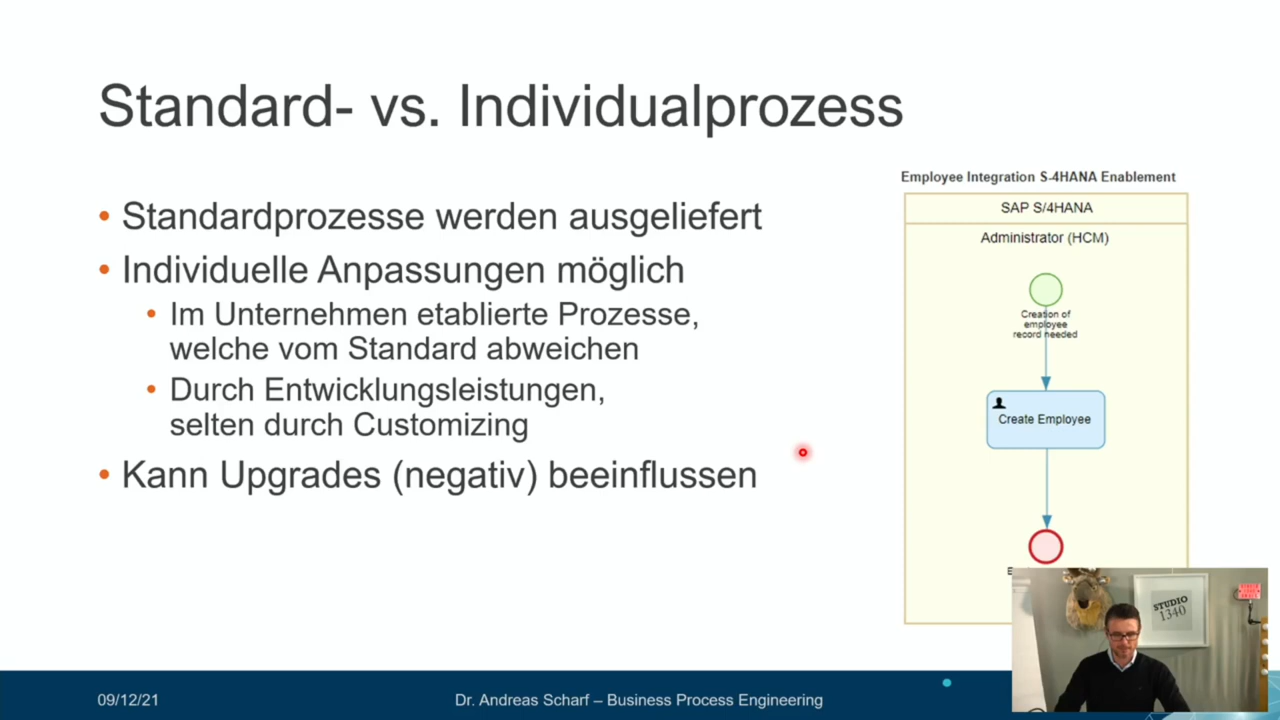 Standard- vs. Individualprozess
• Standardprozesse werden ausgeliefert
• Individuelle Anpassungen möglich
• Im Unternehmen etablierte Prozesse,
welche vom Standard abweichen
• Durch Entwicklungsleistungen,
selten durch Customizing
• Kann Upgrades (negativ) beeinflussen
Employee Integration S-4HANA Enablement
SAP S/4HANA
Administrator (HCM)
Creation of
employee
record needed
Create Employee
STUDIO
1340
09/12/21
Dr. Andreas Scharf – Business Process Engineering